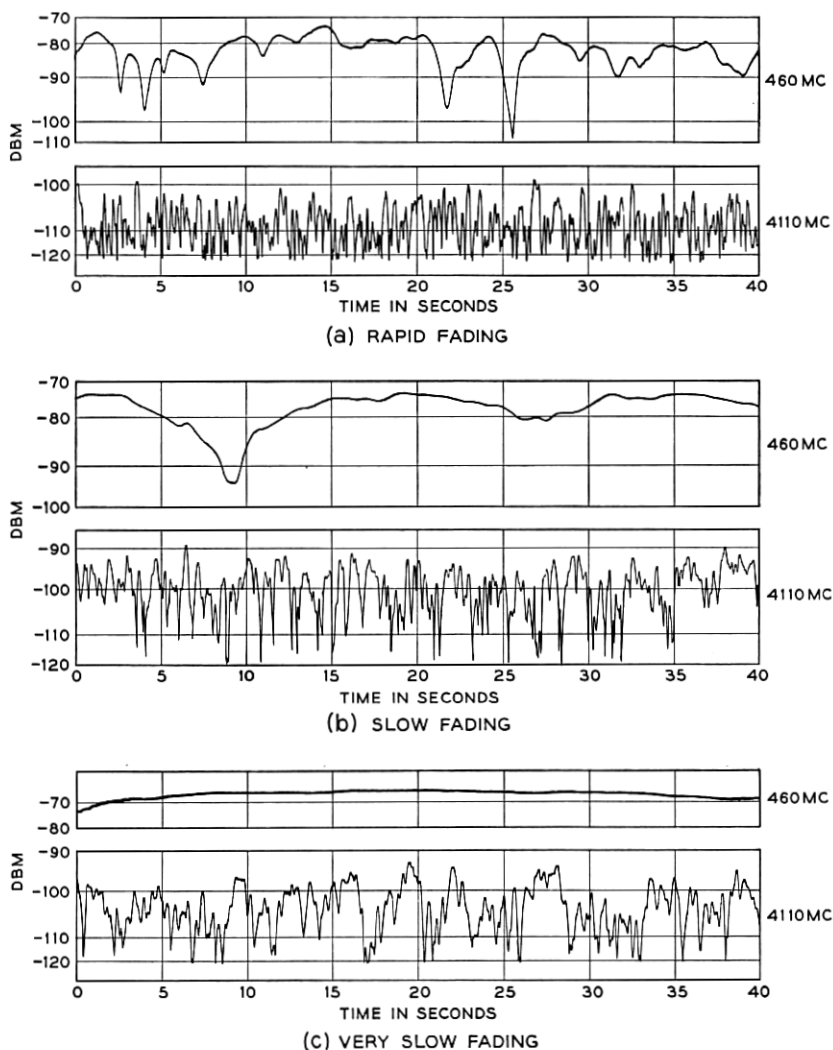 -70
-80
-90
-100
-110
460 MC
DBM
-100
-110
-120
4110 MC
0 5 10 15 20 25 30 35 40
TIME IN SECONDS
(a) RAPID FADING
-70
-80
-90
-100
460 MC
DBM
-90
-100
-110
-120
4110 MC
0 5 10 15 20 25 30 35 40
TIME IN SECONDS
(b) SLOW FADING
-70
-80
460 MC
DBM
-90
-100
-110
-120
4110 MC
0 5 10 15 20 25 30 35 40
TIME IN SECONDS
(c) VERY SLOW FADING